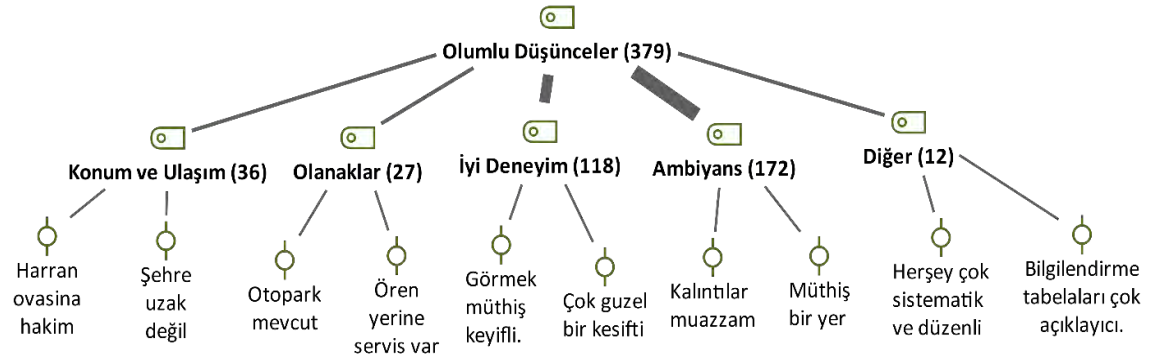 Olumlu Düşünceler (379)
Konum ve Ulaşım (36)
Olanaklar (27)
İyi Deneyim (118)
Ambiyans (172)
Diğer (12)
Harran
ovasina
hakim
Şehre
uzak
değil
Otopark
mevcut
Ören
yerine
servis var
Görmek
müthiş
keyifli.
Çok guzel
bir kesifti
Kalıntılar
muazzam
Müthiş
bir yer
Herşey çok
sistematik
ve düzenli
Bilgilendirme
tabelaları çok
açıklayıcı.